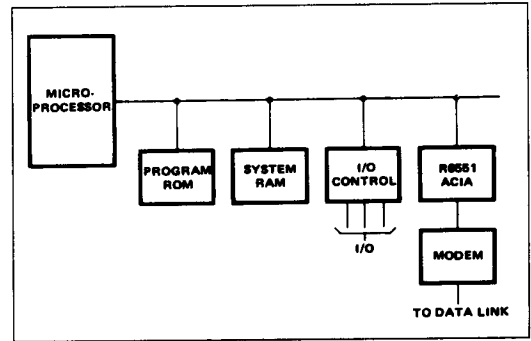 MICRO-
PROCESSOR
PROGRAM
ROM
SYSTEM
RAM
I/O
CONTROL
R6551
ACIA
I/O
MODEM
TO DATA LINK